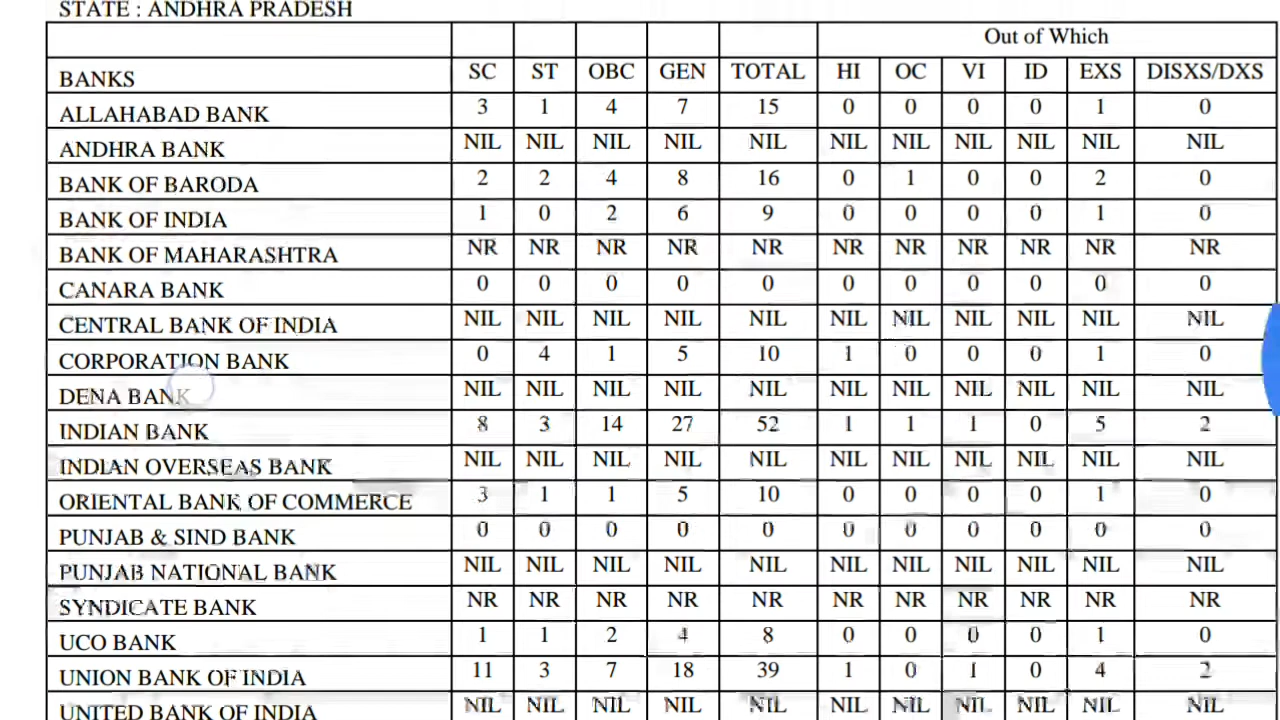 STATE : ANDHRA PRADESH
Out of Which
BANKS SC ST OBC GEN TOTAL HI OC VI ID EXS DISXS/DXS
ALLAHABAD BANK 3 1 4 7 15 0 0 0 0 1 0
ANDHRA BANK NIL NIL NIL NIL NIL NIL NIL NIL NIL NIL NIL
BANK OF BARODA 2 2 4 8 16 0 1 0 0 2 0
BANK OF INDIA 1 0 2 6 9 0 0 0 0 1 0
BANK OF MAHARASHTRA NR NR NR NR NR NR NR NR NR NR NR
CANARA BANK 0 0 0 0 0 0 0 0 0 0 0
CENTRAL BANK OF INDIA NIL NIL NIL NIL NIL NIL NIL NIL NIL NIL NIL
CORPORATION BANK 0 4 1 5 10 1 0 0 0 1 0
DENA BANK NIL NIL NIL NIL NIL NIL NIL NIL NIL NIL NIL
INDIAN BANK 8 3 14 27 52 1 1 1 0 5 2
INDIAN OVERSEAS BANK NIL NIL NIL NIL NIL NIL NIL NIL NIL NIL NIL
ORIENTAL BANK OF COMMERCE 3 1 1 5 10 0 0 0 0 1 0
PUNJAB & SIND BANK 0 0 0 0 0 0 0 0 0 0 0
PUNJAB NATIONAL BANK NIL NIL NIL NIL NIL NIL NIL NIL NIL NIL NIL
SYNDICATE BANK NR NR NR NR NR NR NR NR NR NR NR
UCO BANK 1 1 2 4 8 0 0 0 0 1 0
UNION BANK OF INDIA 11 3 7 18 39 1 0 1 0 4 2
UNITED BANK OF INDIA NIL NIL NIL NIL NIL NIL NIL NIL NIL NIL NIL